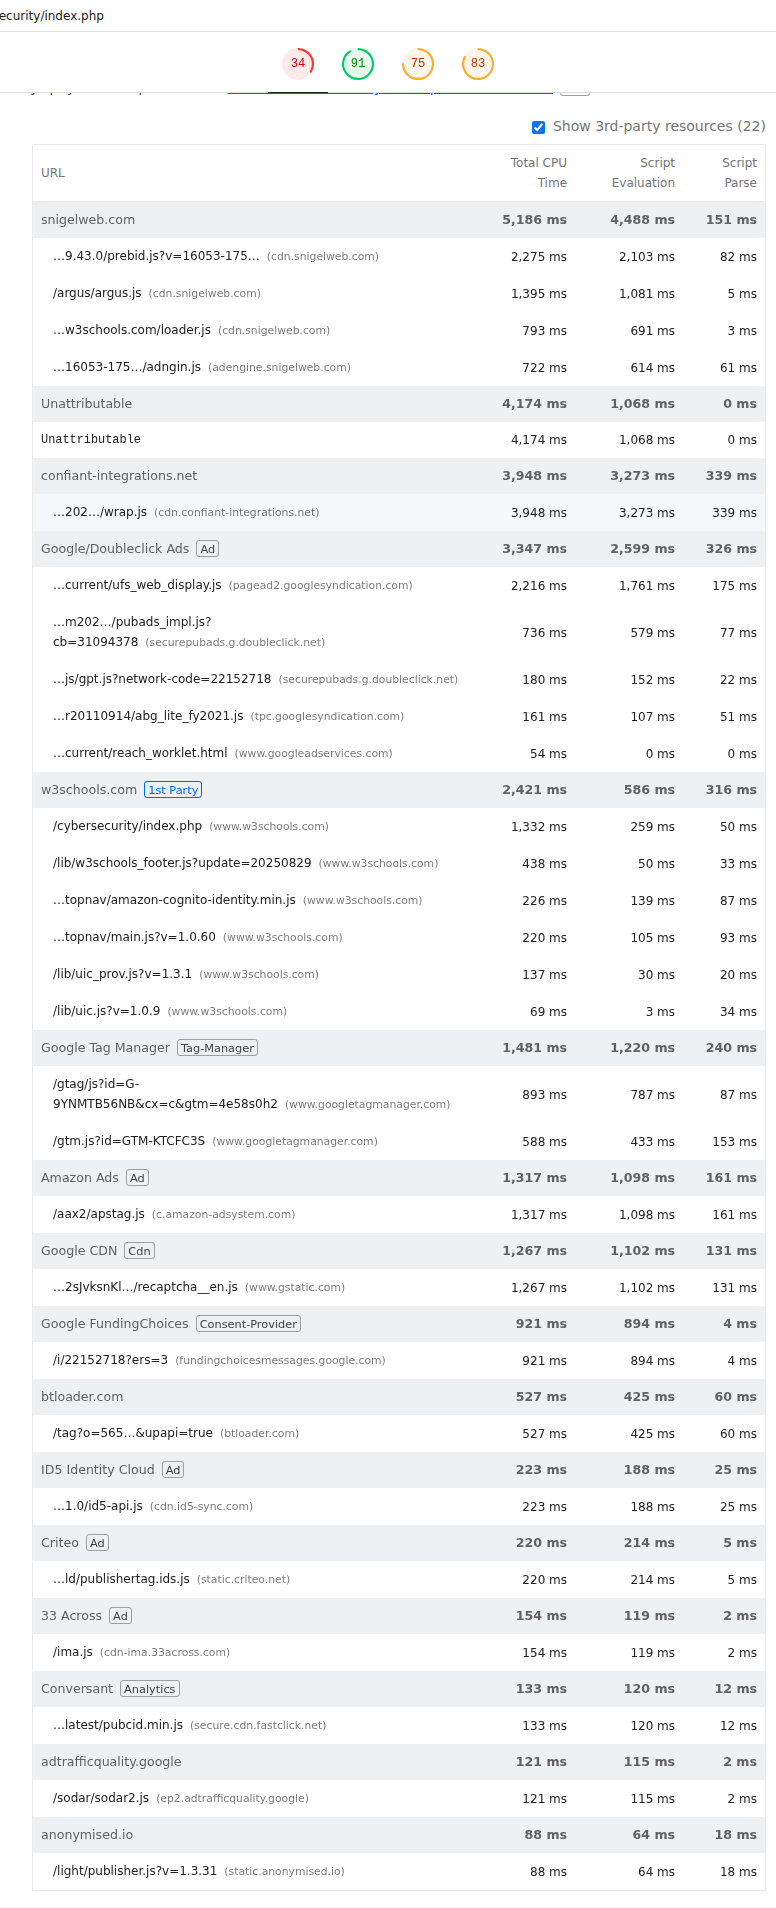 ecurity/index.php
34 91 75 83
Show 3rd-party resources (22)
URL Total CPU Time Script Evaluation Script Parse
snigelweb.com 5,186 ms 4,488 ms 151 ms
…9.43.0/prebid.js?v=16053-175… (cdn.snigelweb.com) 2,275 ms 2,103 ms 82 ms
/argus/argus.js (cdn.snigelweb.com) 1,395 ms 1,081 ms 5 ms
…w3schools.com/loader.js (cdn.snigelweb.com) 793 ms 691 ms 3 ms
…16053-175…/adngin.js (adengine.snigelweb.com) 722 ms 614 ms 61 ms
Unattributable 4,174 ms 1,068 ms 0 ms
Unattributable 4,174 ms 1,068 ms 0 ms
confiant-integrations.net 3,948 ms 3,273 ms 339 ms
…202…/wrap.js (cdn.confiant-integrations.net) 3,948 ms 3,273 ms 339 ms
Google/Doubleclick Ads Ad 3,347 ms 2,599 ms 326 ms
…current/ufs_web_display.js (pagead2.googlesyndication.com) 2,216 ms 1,761 ms 175 ms
…m202…/pubads_impl.js?
cb=31094378 (securepubads.g.doubleclick.net) 736 ms 579 ms 77 ms
…js/gpt.js?network-code=22152718 (securepubads.g.doubleclick.net) 180 ms 152 ms 22 ms
…r20110914/abg_lite_fy2021.js (tpc.googlesyndication.com) 161 ms 107 ms 51 ms
…current/reach_worklet.html (www.googleadservices.com) 54 ms 0 ms 0 ms
w3schools.com 1st Party 2,421 ms 586 ms 316 ms
/cybersecurity/index.php (www.w3schools.com) 1,332 ms 259 ms 50 ms
/lib/w3schools_footer.js?update=20250829 (www.w3schools.com) 438 ms 50 ms 33 ms
…topnav/amazon-cognito-identity.min.js (www.w3schools.com) 226 ms 139 ms 87 ms
…topnav/main.js?v=1.0.60 (www.w3schools.com) 220 ms 105 ms 93 ms
/lib/uic_prov.js?v=1.3.1 (www.w3schools.com) 137 ms 30 ms 20 ms
/lib/uic.js?v=1.0.9 (www.w3schools.com) 69 ms 3 ms 34 ms
Google Tag Manager Tag-Manager 1,481 ms 1,220 ms 240 ms
/gtag/js?id=G-
9YNMTB56NB&cx=c&gtm=4e58s0h2 (www.googletagmanager.com) 893 ms 787 ms 87 ms
/gtm.js?id=GTM-KTCFC3S (www.googletagmanager.com) 588 ms 433 ms 153 ms
Amazon Ads Ad 1,317 ms 1,098 ms 161 ms
/aax2/apstag.js (c.amazon-adsystem.com) 1,317 ms 1,098 ms 161 ms
Google CDN Cdn 1,267 ms 1,102 ms 131 ms
…2sJvksnKl…/recaptcha__en.js (www.gstatic.com) 1,267 ms 1,102 ms 131 ms
Google FundingChoices Consent-Provider 921 ms 894 ms 4 ms
/i/22152718?ers=3 (fundingchoicesmessages.google.com) 921 ms 894 ms 4 ms
btloader.com 527 ms 425 ms 60 ms
/tag?o=565…&upapi=true (btloader.com) 527 ms 425 ms 60 ms
ID5 Identity Cloud Ad 223 ms 188 ms 25 ms
…1.0/id5-api.js (cdn.id5-sync.com) 223 ms 188 ms 25 ms
Criteo Ad 220 ms 214 ms 5 ms
…ld/publishertag.ids.js (static.criteo.net) 220 ms 214 ms 5 ms
33 Across Ad 154 ms 119 ms 2 ms
/ima.js (cdn-ima.33across.com) 154 ms 119 ms 2 ms
Conversant Analytics 133 ms 120 ms 12 ms
…latest/pubcid.min.js (secure.cdn.fastclick.net) 133 ms 120 ms 12 ms
adtrafficquality.google 121 ms 115 ms 2 ms
/sodar/sodar2.js (ep2.adtrafficquality.google) 121 ms 115 ms 2 ms
anonymised.io 88 ms 64 ms 18 ms
/light/publisher.js?v=1.3.31 (static.anonymised.io) 88 ms 64 ms 18 ms